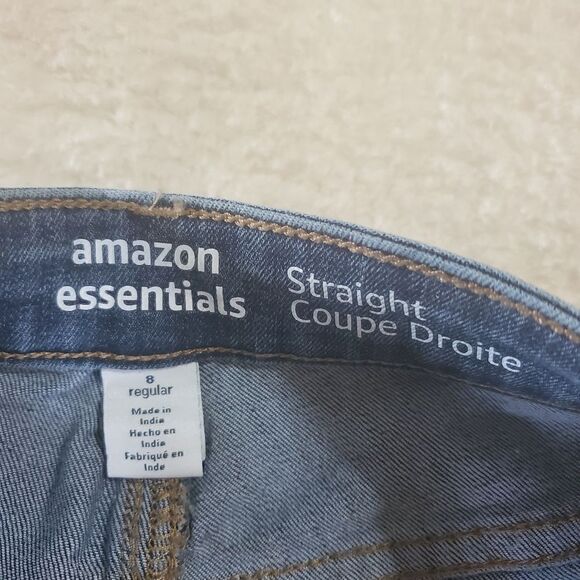 amazon
essentials
Straight
Coupe Droite
8
regular
Made in
India
Hecho en
India
Fabriqué en
Inde